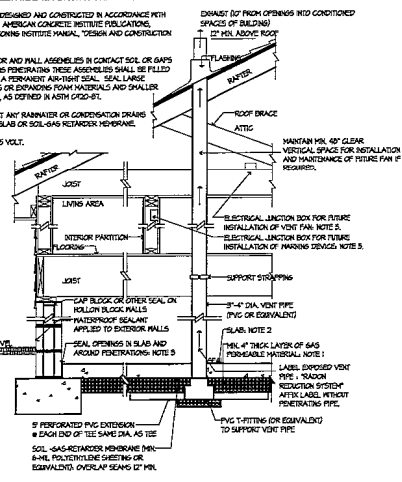 DESIGNED AND CONSTRUCTED IN ACCORDANCE WITH
AMERICAN CONCRETE INSTITUTE PUBLICATIONS,
IONING INSTITUTE MANUAL, "DESIGN AND CONSTRUCTION
OR AND WALL ASSEMBLIES IN CONTACT SOIL OR GAPS
S PENETRATING THESE ASSEMBLIES SHALL BE FILLED
A PERMANENT AIR-TIGHT SEAL. SEAL LARGE
OR EXPANDING FOAM MATERIALS AND SMALLER
, AS DEFINED IN ASTM C920-87.
T ANY RAINWATER OR CONDENSATION DRAINS
SLAB OR SOIL-GAS RETARDER MEMBRANE.
5 VOLT.
EXHAUST (10' FROM OPENINGS INTO CONDITIONED
SPACES OF BUILDING)
12" MIN. ABOVE ROOF
FLASHING
RAFTER
ROOF BRACE
ATTIC
MAINTAIN MIN. 48" CLEAR
VERTICAL SPACE FOR INSTALLATION
AND MAINTENANCE OF FUTURE FAN IF
REQUIRED.
RAFTER
JOIST
LIVING AREA
ELECTRICAL JUNCTION BOX FOR FUTURE
INSTALLATION OF VENT FAN: NOTE 5.
ELECTRICAL JUNCTION BOX FOR FUTURE
INSTALLATION OF WARNING DEVICE: NOTE 5.
INTERIOR PARTITION
FLOORING
JOIST
SUPPORT STRAPPING
CAP BLOCK OR OTHER SEAL ON
HOLLOW BLOCK WALLS
WATERPROOF SEALANT
APPLIED TO EXTERIOR WALLS
3"-4" DIA. VENT PIPE
(PVC OR EQUIVALENT)
SLAB: NOTE 2
SEAL OPENINGS IN SLAB AND
AROUND PENETRATIONS: NOTE 3
MIN. 4" THICK LAYER OF GAS
PERMEABLE MATERIAL: NOTE 1
LABEL EXPOSED VENT
PIPE, "RADON
REDUCTION SYSTEM"
AFFIX LABEL WITHOUT
PENETRATING PIPE.
5' PERFORATED PVC EXTENSION
@ EACH END OF TEE SAME DIA. AS TEE
PVC T-FITTING (OR EQUIVALENT)
TO SUPPORT VENT PIPE
SOIL-GAS-RETARDER MEMBRANE (MIN.
6-MIL POLYETHYLENE SHEETING OR
EQUIVALENT): OVERLAP SEAMS 12" MIN.